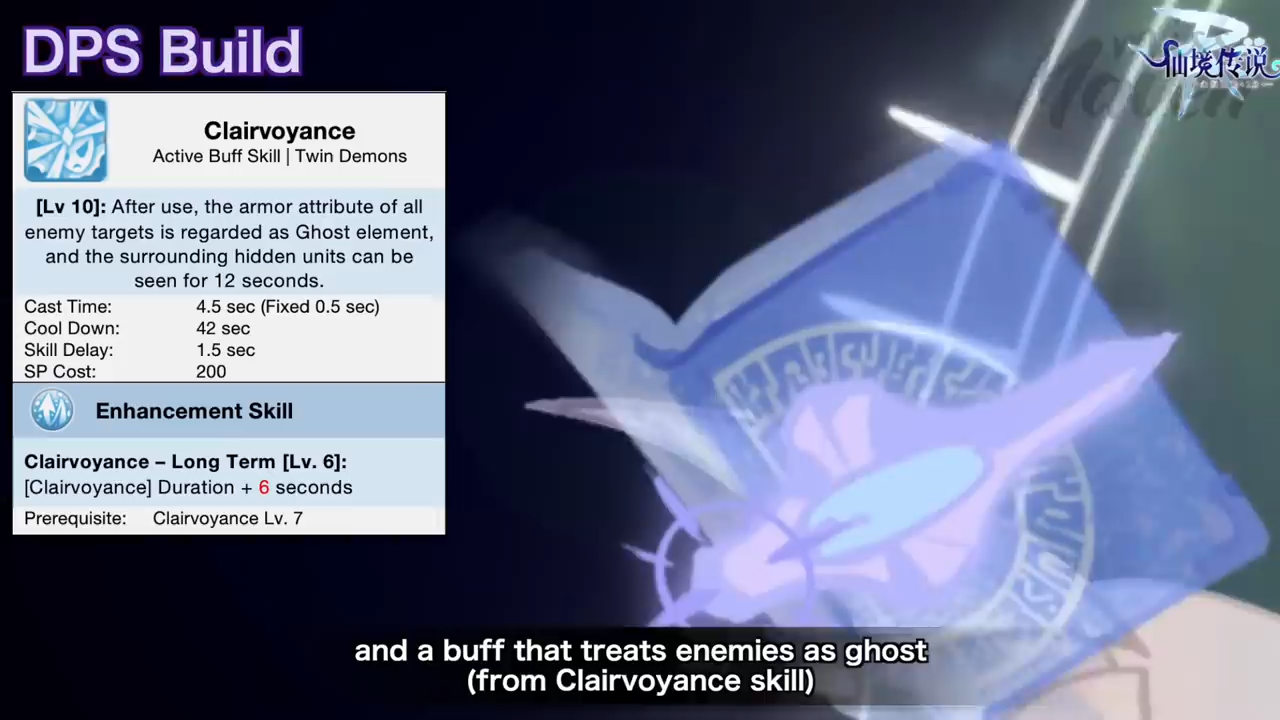 DPS Build
Clairvoyance
Active Buff Skill | Twin Demons
[Lv 10]: After use, the armor attribute of all
enemy targets is regarded as Ghost element,
and the surrounding hidden units can be
seen for 12 seconds.
Cast Time: 4.5 sec (Fixed 0.5 sec)
Cool Down: 42 sec
Skill Delay: 1.5 sec
SP Cost: 200
Enhancement Skill
Clairvoyance – Long Term [Lv. 6]:
[Clairvoyance] Duration + 6 seconds
Prerequisite: Clairvoyance Lv. 7
仙境传说
and a buff that treats enemies as ghost
(from Clairvoyance skill)